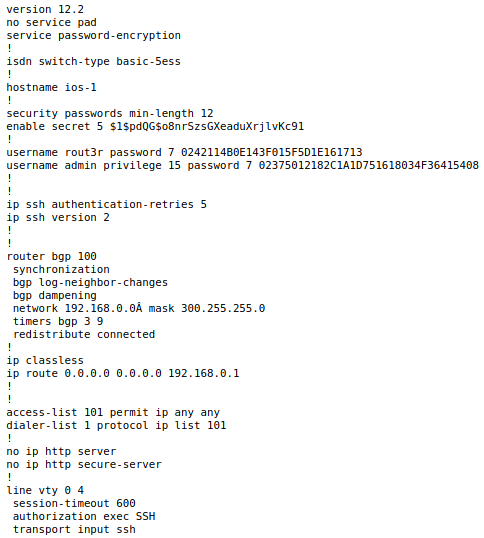 version 12.2
no service pad
service password-encryption
!
isdn switch-type basic-5ess
!
hostname ios-1
!
security passwords min-length 12
enable secret 5 $1$pdQG$o8nrSzsGXeaduXrjlvKc91
!
username rout3r password 7 0242114B0E143F015F5D1E161713
username admin privilege 15 password 7 02375012182C1A1D751618034F36415408
!
!
ip ssh authentication-retries 5
ip ssh version 2
!
!
router bgp 100
 synchronization
 bgp log-neighbor-changes
 bgp dampening
 network 192.168.0.0Â mask 300.255.255.0
 timers bgp 3 9
 redistribute connected
!
ip classless
ip route 0.0.0.0 0.0.0.0 192.168.0.1
!
!
access-list 101 permit ip any any
dialer-list 1 protocol ip list 101
!
no ip http server
no ip http secure-server
!
line vty 0 4
 session-timeout 600
 authorization exec SSH
 transport input ssh